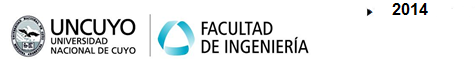 UNCUYO
UNIVERSIDAD
NACIONAL DE CUYO
FACULTAD
DE INGENIERÍA
2014